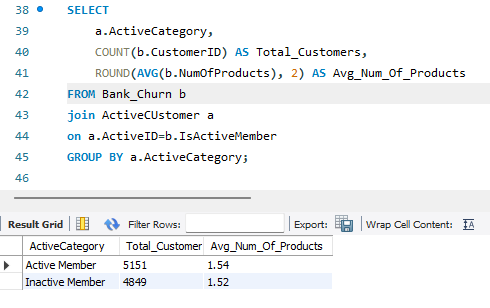 38 SELECT
39 a.ActiveCategory,
40 COUNT(b.CustomerID) AS Total_Customers,
41 ROUND(AVG(b.NumOfProducts), 2) AS Avg_Num_Of_Products
42 FROM Bank_Churn b
43 join ActiveCUstomer a
44 on a.ActiveID=b.IsActiveMember
45 GROUP BY a.ActiveCategory;
46
Result Grid Filter Rows: Export: Wrap Cell Content:
ActiveCategory Total_Customer Avg_Num_Of_Products
Active Member 5151 1.54
Inactive Member 4849 1.52